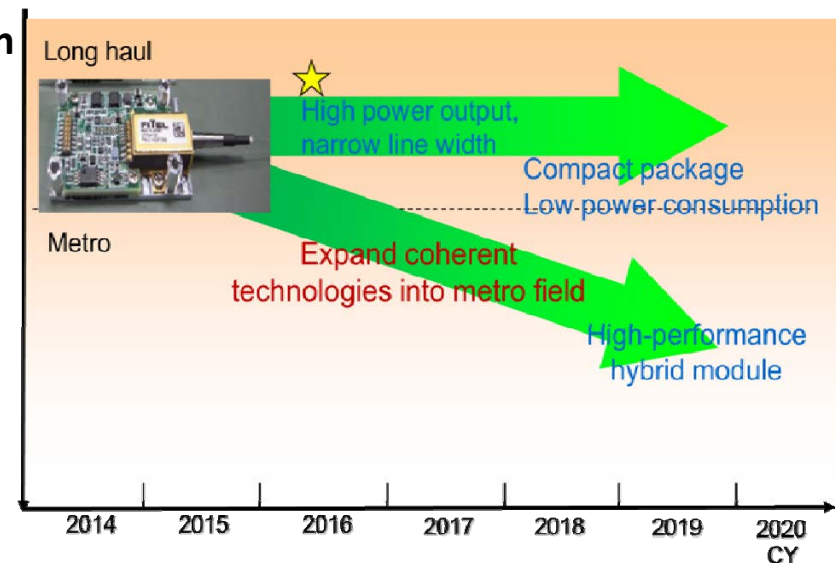 n
Long haul
FITEL
High power output,
narrow line width
Compact package
Low power consumption
Metro
Expand coherent
technologies into metro field
High-performance
hybrid module
2014
2015
2016
2017
2018
2019
2020
CY